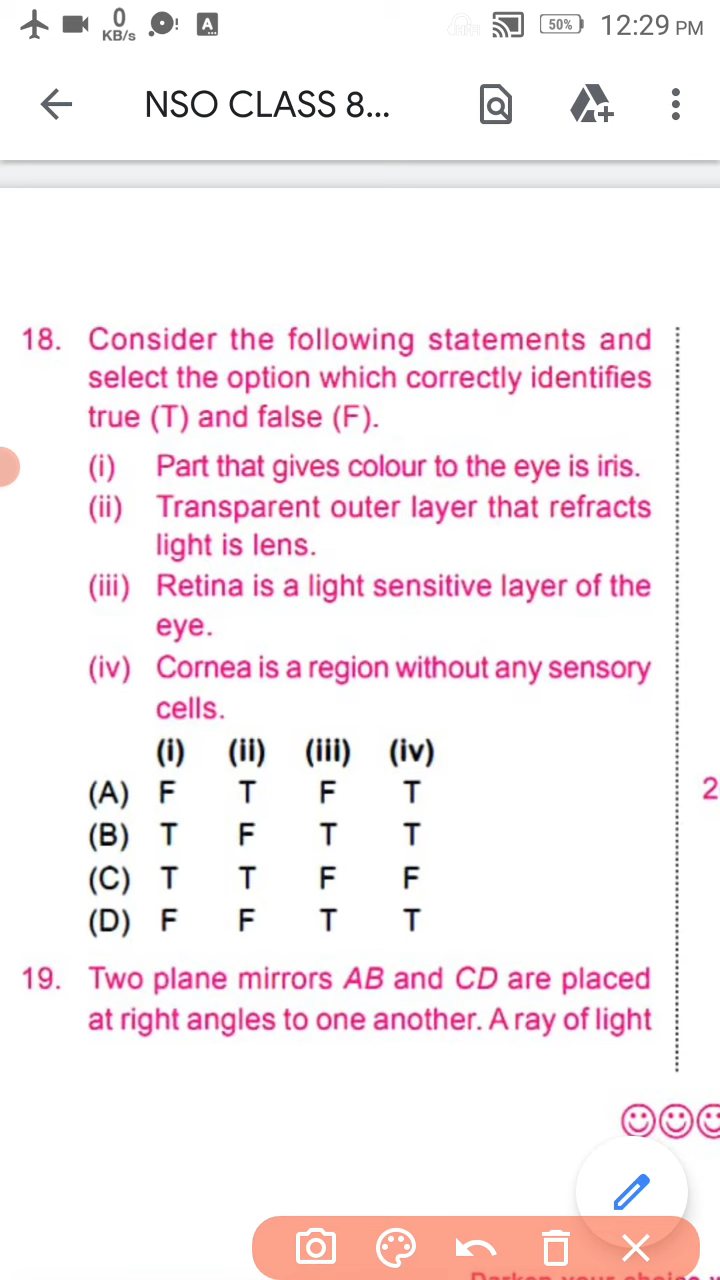 0
KB/s
A
50%
12:29 PM
NSO CLASS 8...
18. Consider the following statements and
select the option which correctly identifies
true (T) and false (F).
(i) Part that gives colour to the eye is iris.
(ii) Transparent outer layer that refracts
light is lens.
(iii) Retina is a light sensitive layer of the
eye.
(iv) Cornea is a region without any sensory
cells.
(i) (ii) (iii) (iv)
(A) F T F T
(B) T F T T
(C) T T F F
(D) F F T T
2
19. Two plane mirrors AB and CD are placed
at right angles to one another. A ray of light